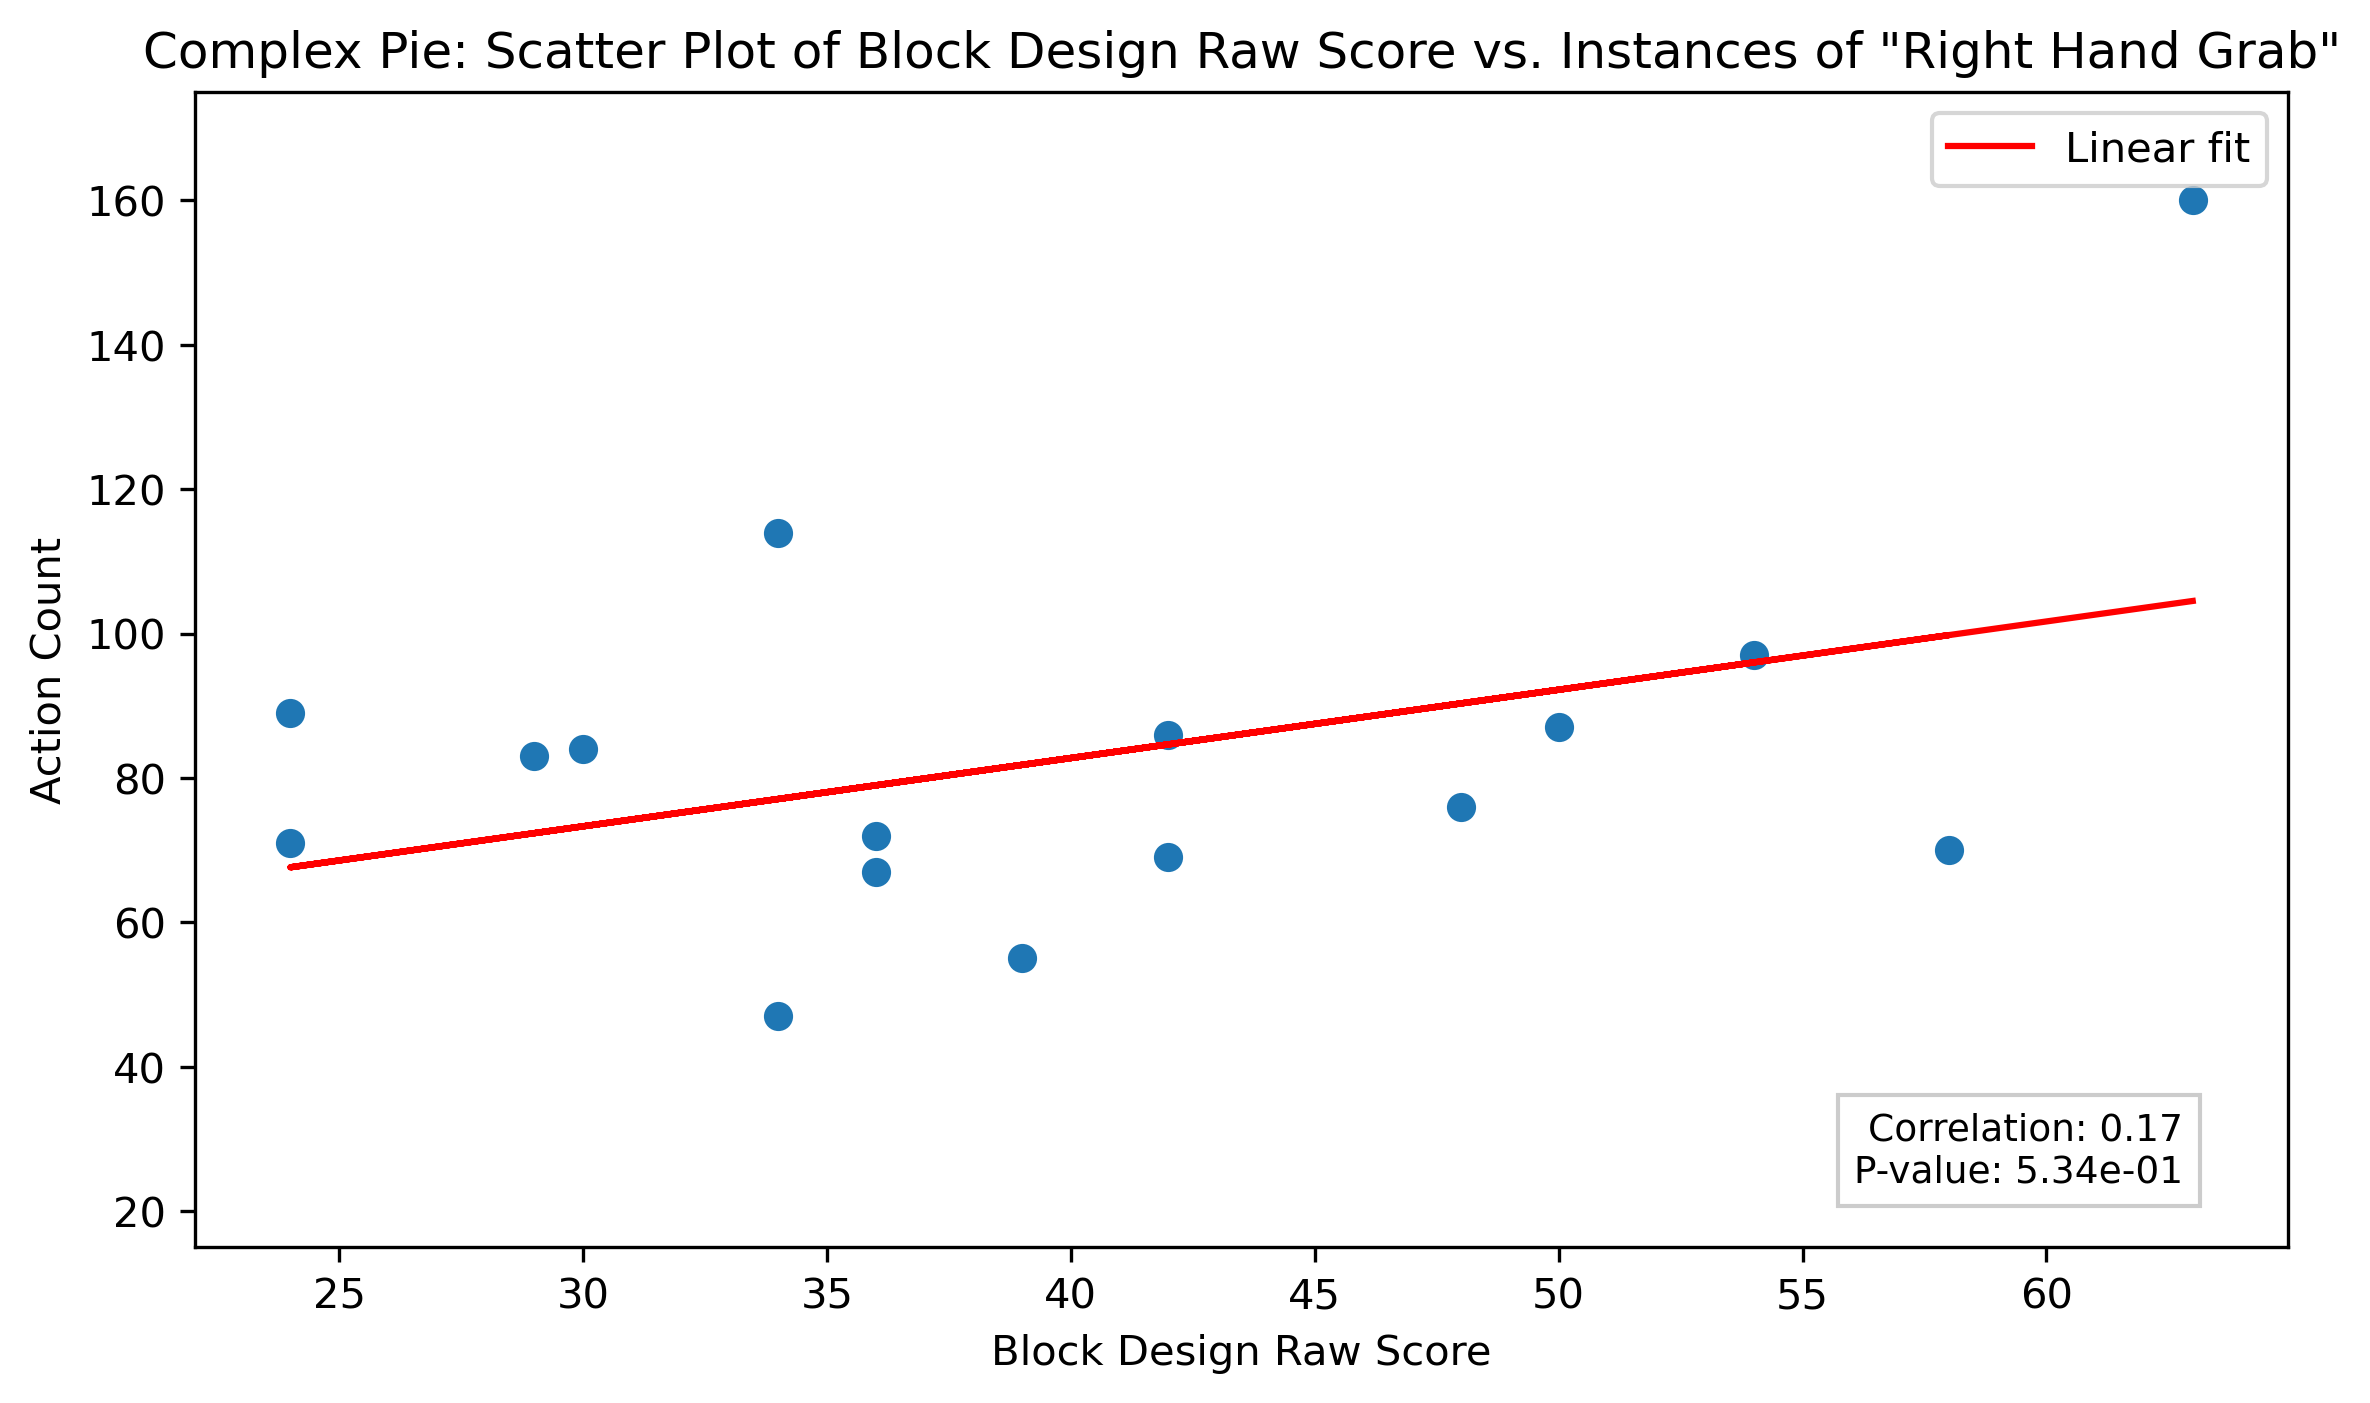 Complex Pie: Scatter Plot of Block Design Raw Score vs. Instances of "Right Hand Grab"
Linear fit
160
140
120
100
80
60
40
20
Action Count
Correlation: 0.17
P-value: 5.34e-01
25 30 35 40 45 50 55 60
Block Design Raw Score